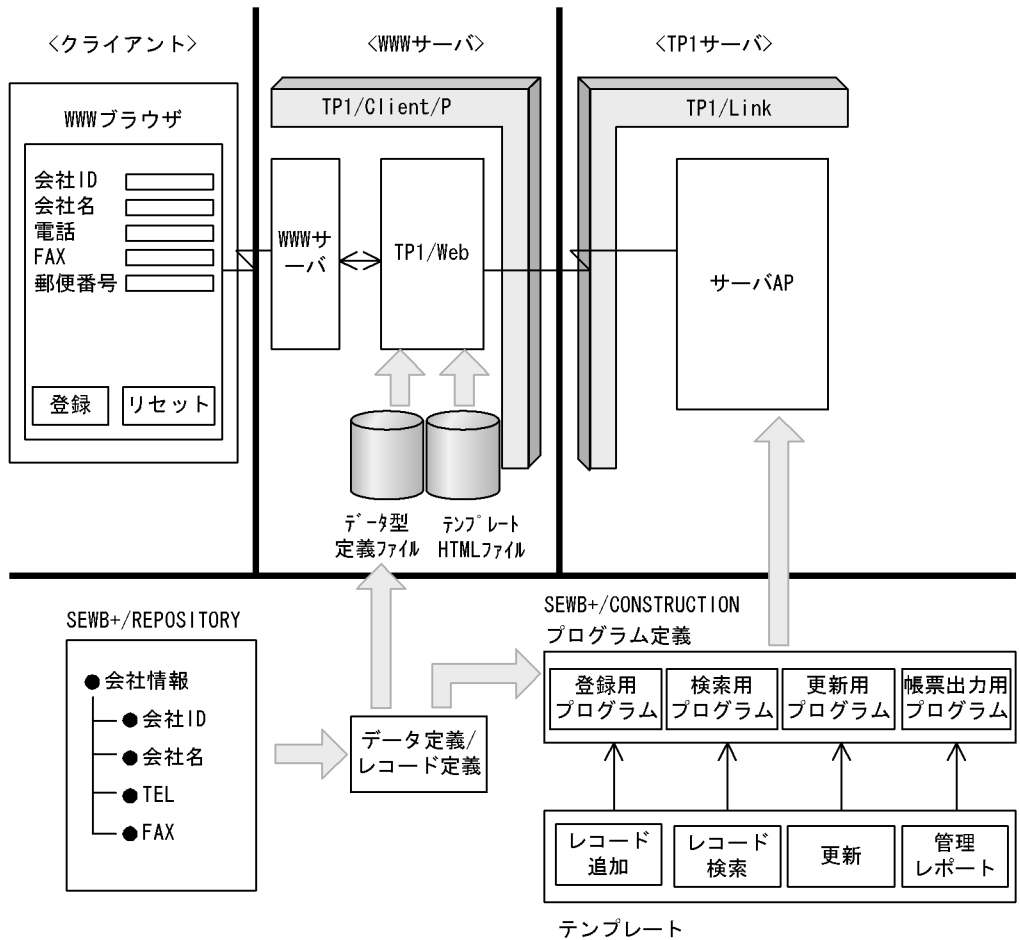 <クライアント>
<WWWサーバ>
<TP1サーバ>
WWWブラウザ
会社ID
会社名
電話
FAX
郵便番号
登録
リセット
TP1/Client/P
WWWサ
ーバ
TP1/Web
データ型
定義ファイル
テンプレート
HTMLファイル
TP1/Link
サーバAP
SEWB+/REPOSITORY
会社情報
会社ID
会社名
TEL
FAX
データ定義/
レコード定義
SEWB+/CONSTRUCTION
プログラム定義
登録用
プログラム
検索用
プログラム
更新用
プログラム
帳票出力用
プログラム
レコード
追加
レコード
検索
更新
管理
レポート
テンプレート